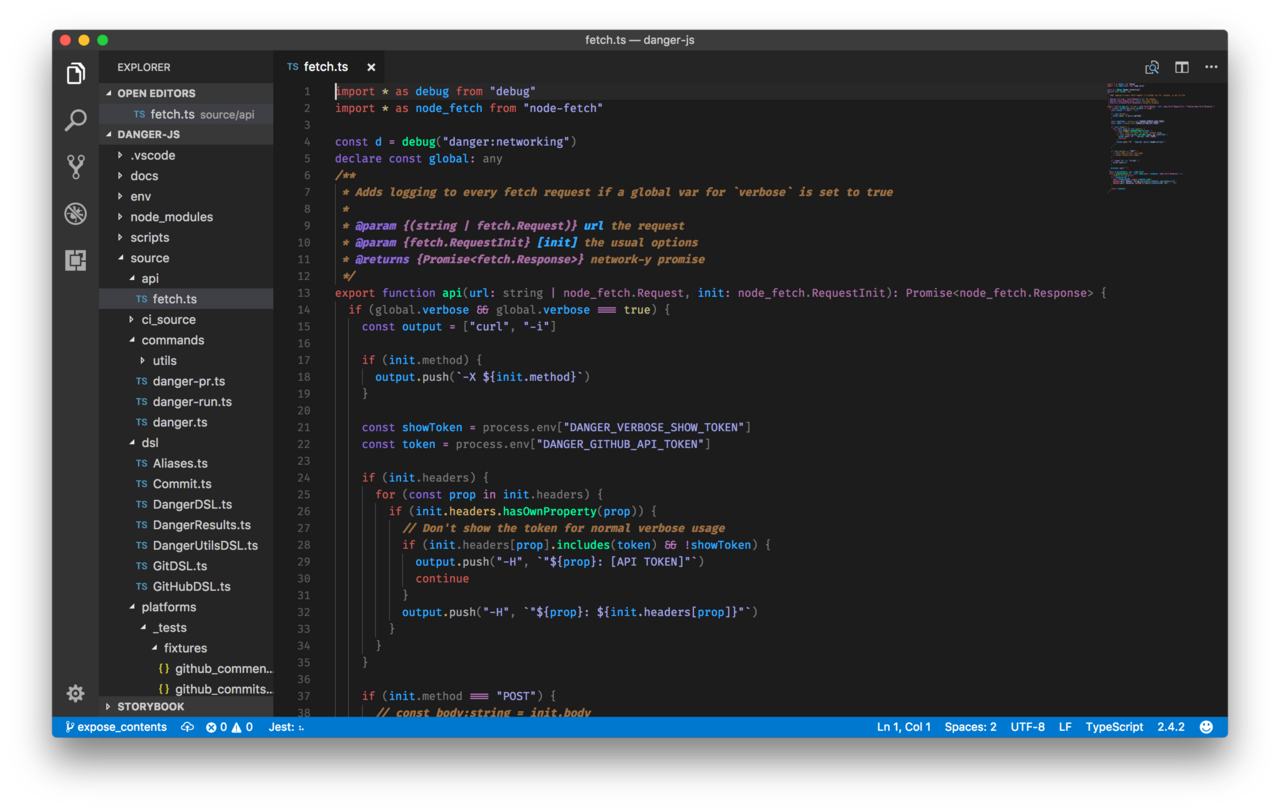 fetch.ts — danger-js
EXPLORER
OPEN EDITORS
TS fetch.ts source/api
DANGER-JS
.vscode
docs
env
node_modules
scripts
source
api
TS fetch.ts
ci_source
commands
utils
TS danger-pr.ts
TS danger-run.ts
TS danger.ts
dsl
TS Aliases.ts
TS Commit.ts
TS DangerDSL.ts
TS DangerResults.ts
TS DangerUtilsDSL.ts
TS GitDSL.ts
TS GitHubDSL.ts
platforms
_tests
fixtures
{} github_commen...
{} github_commits...
STORYBOOK
TS fetch.ts ×
1 import * as debug from "debug"
2 import * as node_fetch from "node-fetch"
3
4 const d = debug("danger:networking")
5 declare const global: any
6 /**
7 * Adds logging to every fetch request if a global var for `verbose` is set to true
8 *
9 * @param {(string | fetch.Request)} url the request
10 * @param {fetch.RequestInit} [init] the usual options
11 * @returns {Promise<fetch.Response>} network-y promise
12 */
13 export function api(url: string | node_fetch.Request, init: node_fetch.RequestInit): Promise<node_fetch.Response> {
14 if (global.verbose && global.verbose === true) {
15 const output = ["curl", "-i"]
16
17 if (init.method) {
18 output.push(`-X ${init.method}`)
19 }
20
21 const showToken = process.env["DANGER_VERBOSE_SHOW_TOKEN"]
22 const token = process.env["DANGER_GITHUB_API_TOKEN"]
23
24 if (init.headers) {
25 for (const prop in init.headers) {
26 if (init.headers.hasOwnProperty(prop)) {
27 // Don't show the token for normal verbose usage
28 if (init.headers[prop].includes(token) && !showToken) {
29 output.push("-H", `"${prop}: [API TOKEN]"`)
30 continue
31 }
32 output.push("-H", `"${prop}: ${init.headers[prop]}"`)
33 }
34 }
35 }
36
37 if (init.method === "POST") {
38 // const body:string = init.body
expose_contents 0 0 Jest: :.
Ln 1, Col 1 Spaces: 2 UTF-8 LF TypeScript 2.4.2